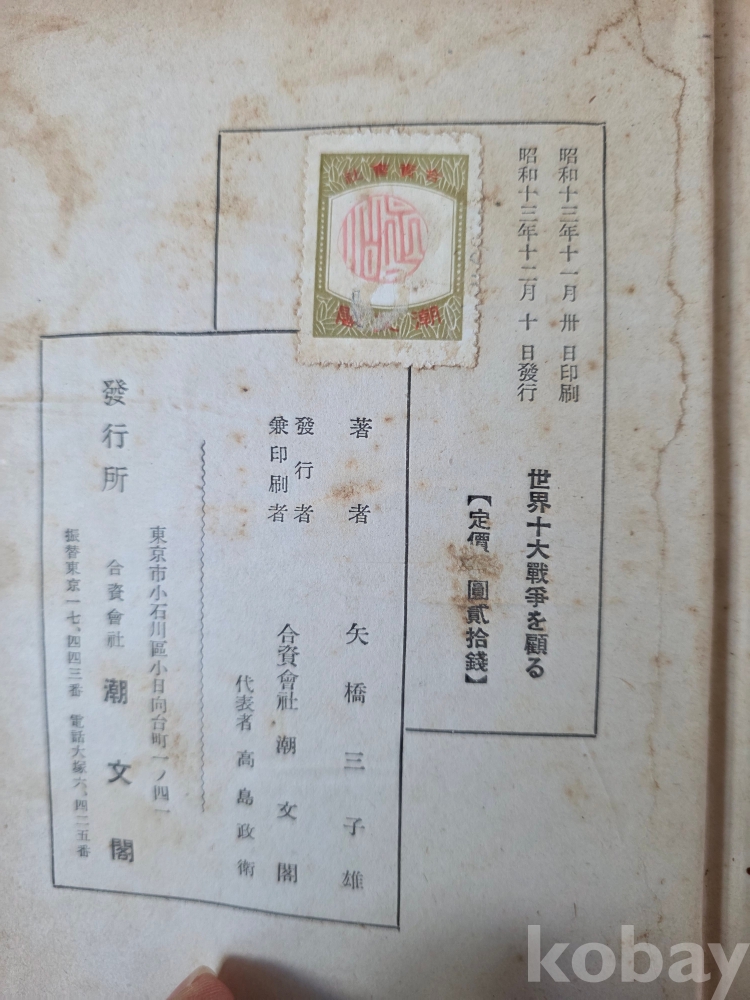 昭和十三年十一月卅日印刷
昭和十三年十二月十日發行
世界十大戰爭を顧る
【定價 圓貳拾錢】
著者 矢橋三子雄
發行者
兼印刷者
合資會社 潮文閣
代表者 高島政衛
東京市小石川區小日向台町一ノ四一
發行所 合資會社 潮文閣
振替東京一七、四四三番 電話大塚六、四二五番
潮
kobay